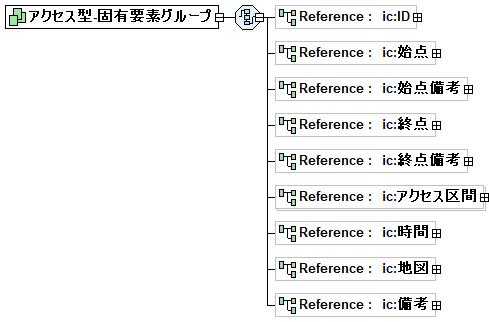 アクセス型-固有要素グループ
Reference : ic:ID
Reference : ic:始点
Reference : ic:始点備考
Reference : ic:終点
Reference : ic:終点備考
Reference : ic:アクセス区間
Reference : ic:時間
Reference : ic:地図
Reference : ic:備考